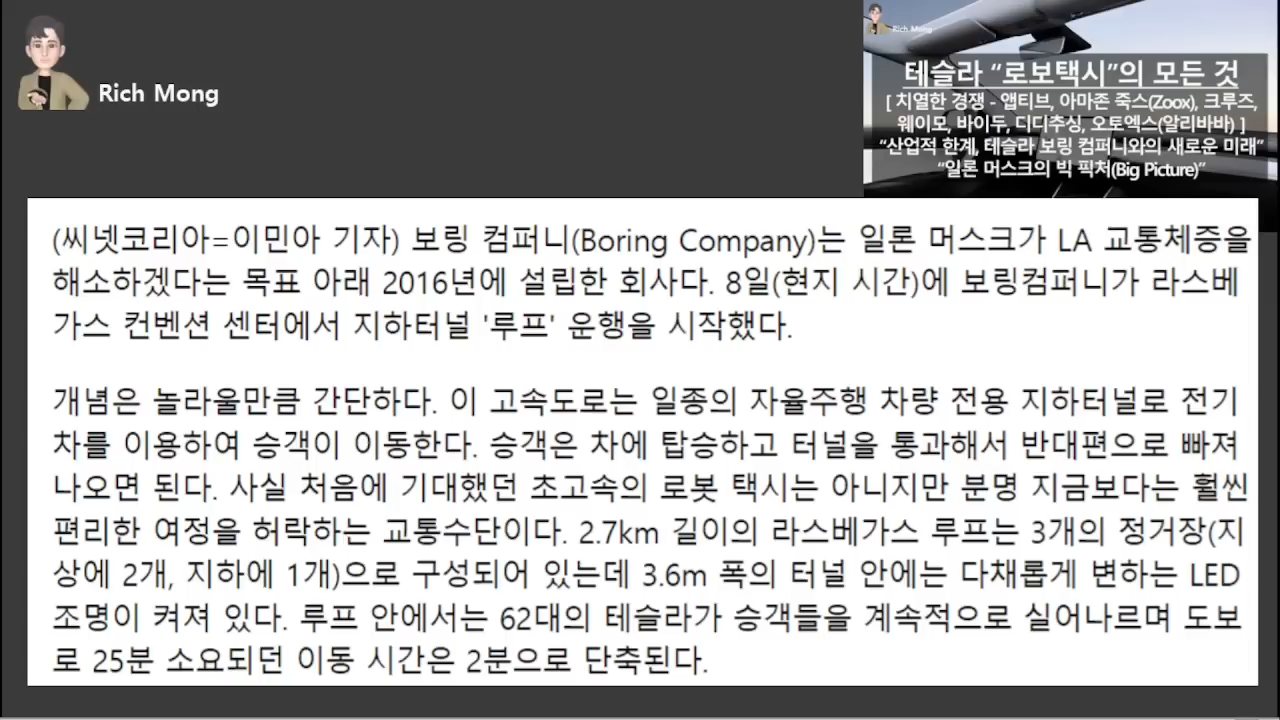 Rich Mong
Rich Mong
테슬라 “로보택시”의 모든 것
[ 치열한 경쟁 - 앱티브, 아마존 죽스(Zoox), 크루즈,
웨이모, 바이두, 디디추싱, 오토엑스(알리바바) ]
“산업적 한계, 테슬라 보링 컴퍼니와의 새로운 미래”
“일론 머스크의 빅 픽처(Big Picture)”
(씨넷코리아=이민아 기자) 보링 컴퍼니(Boring Company)는 일론 머스크가 LA 교통체증을
해소하겠다는 목표 아래 2016년에 설립한 회사다. 8일(현지 시간)에 보링컴퍼니가 라스베
가스 컨벤션 센터에서 지하터널 '루프' 운행을 시작했다.
개념은 놀라울만큼 간단하다. 이 고속도로는 일종의 자율주행 차량 전용 지하터널로 전기
차를 이용하여 승객이 이동한다. 승객은 차에 탑승하고 터널을 통과해서 반대편으로 빠져
나오면 된다. 사실 처음에 기대했던 초고속의 로봇 택시는 아니지만 분명 지금보다는 훨씬
편리한 여정을 허락하는 교통수단이다. 2.7km 길이의 라스베가스 루프는 3개의 정거장(지
상에 2개, 지하에 1개)으로 구성되어 있는데 3.6m 폭의 터널 안에는 다채롭게 변하는 LED
조명이 켜져 있다. 루프 안에서는 62대의 테슬라가 승객들을 계속적으로 실어나르며 도보
로 25분 소요되던 이동 시간은 2분으로 단축된다.